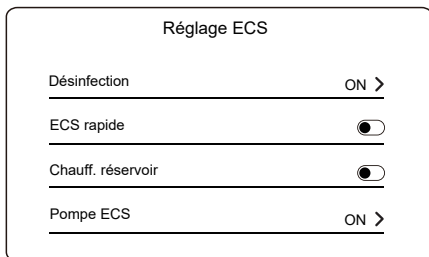 Réglage ECS
Désinfection ON
ECS rapide
Chauff. réservoir
Pompe ECS ON